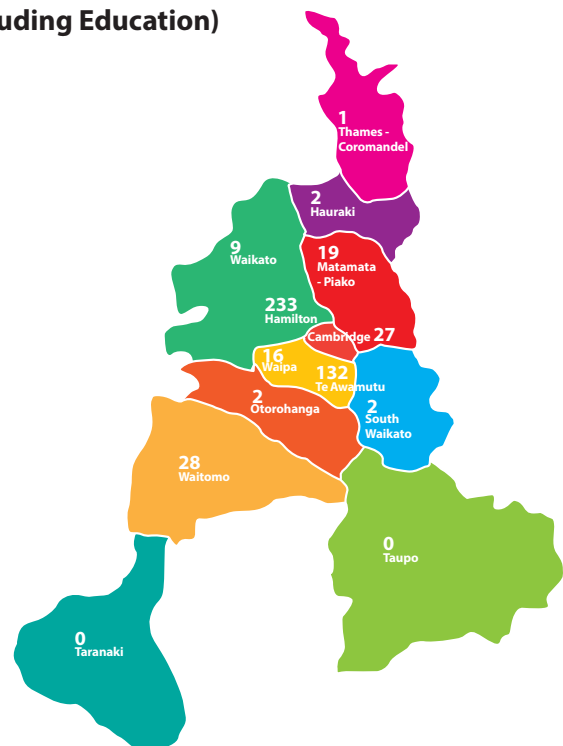 uding Education)
1
Thames -
Coromandel
2
Hauraki
9
Waikato
19
Matamata
- Piako
233
Hamilton
Cambridge 27
16
Waipa
132
Te Awamutu
2
Otorohanga
2
South
Waikato
28
Waitomo
0
Taupo
0
Taranaki